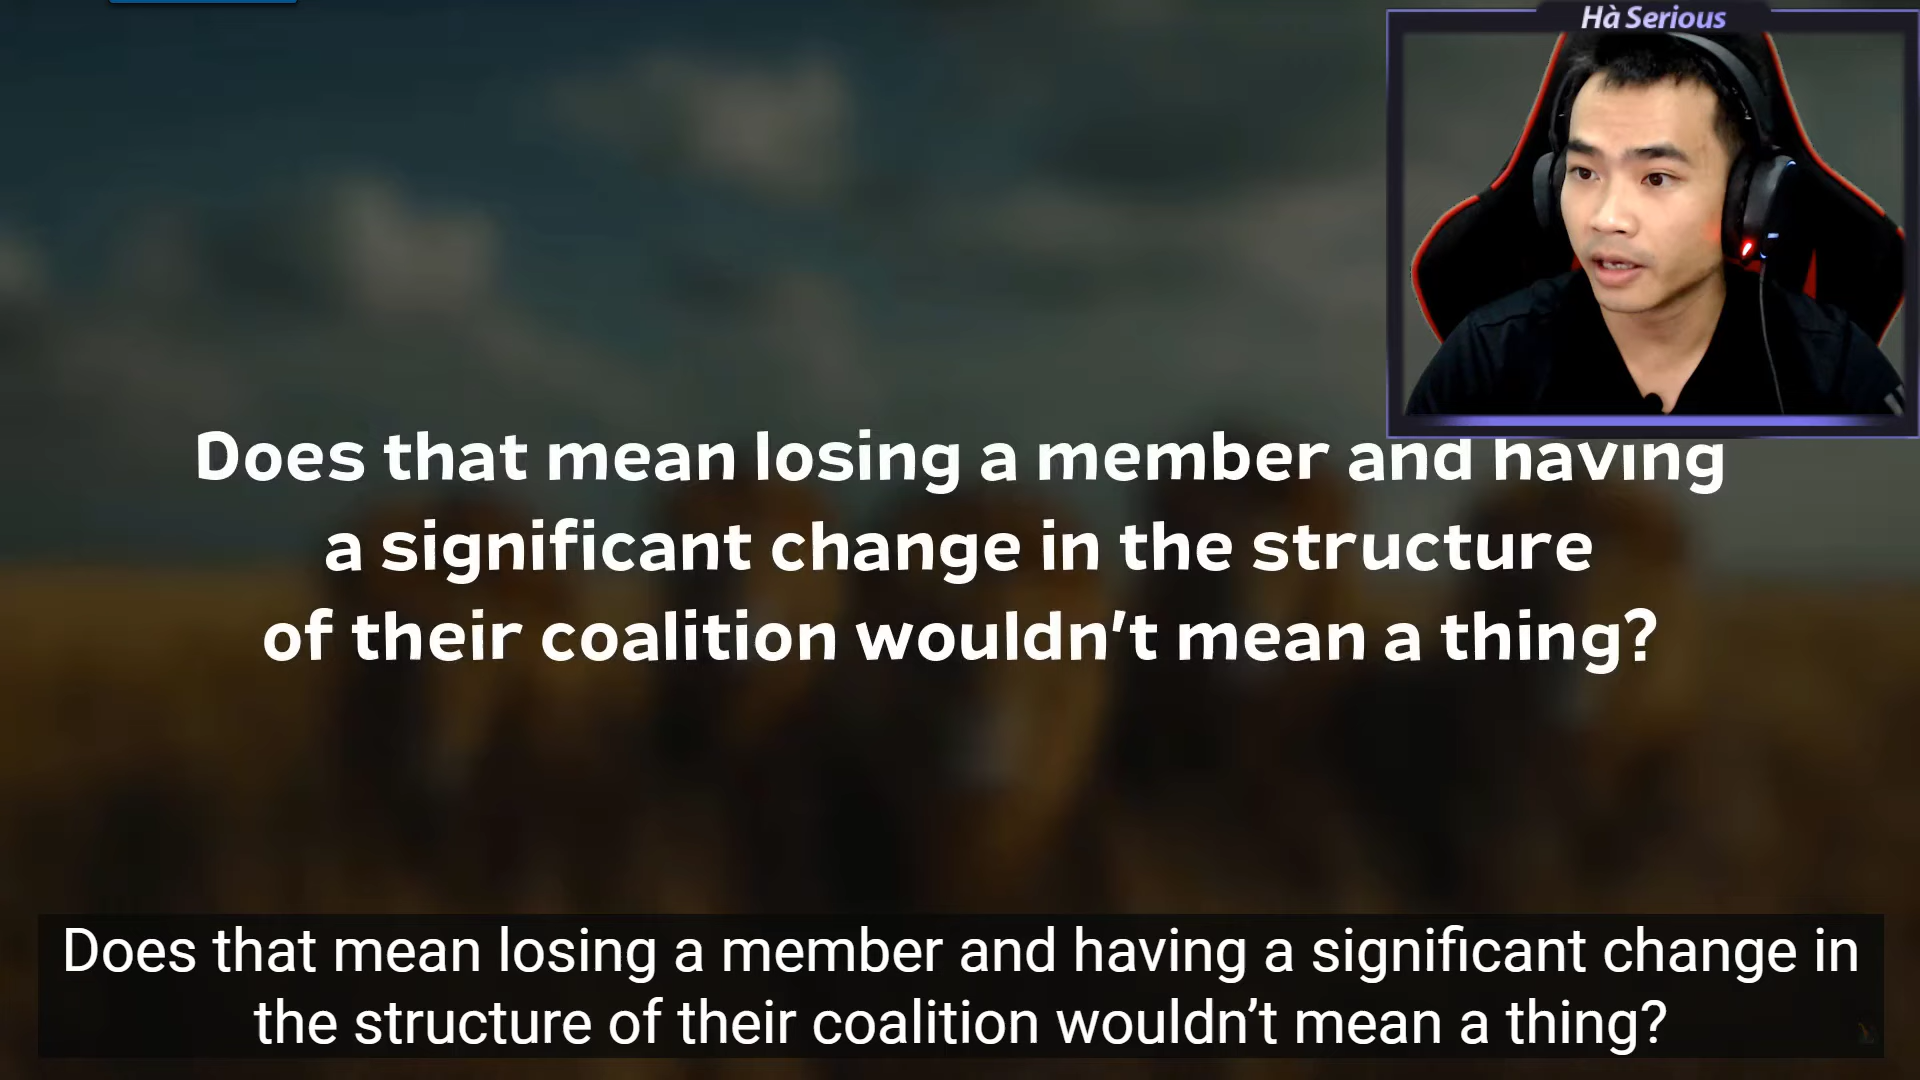 Hà Serious
Does that mean losing a member and having
a significant change in the structure
of their coalition wouldn't mean a thing?
Does that mean losing a member and having a significant change in
the structure of their coalition wouldn’t mean a thing?